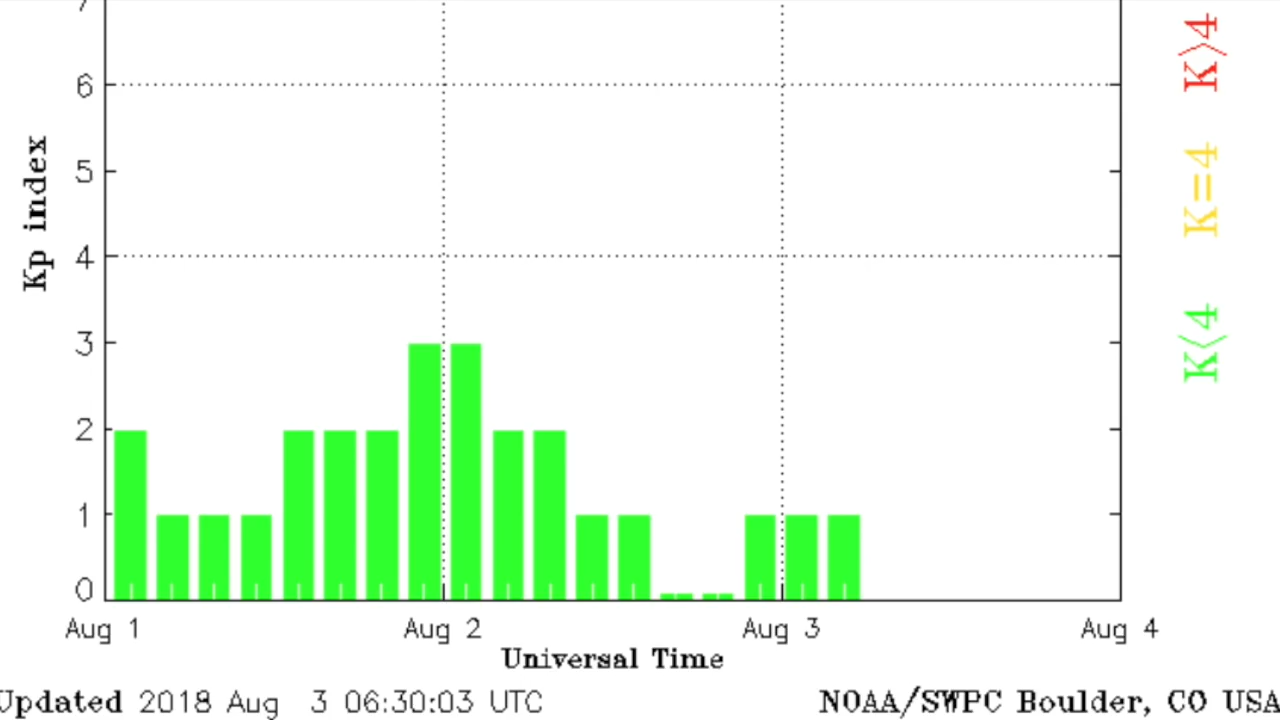 7
6
5
4
3
2
1
0
Kp index
Aug 1 Aug 2 Aug 3 Aug 4
Universal Time
Updated 2018 Aug 3 06:30:03 UTC
NOAA/SWPC Boulder, CO USA
K<4 K=4 K>4